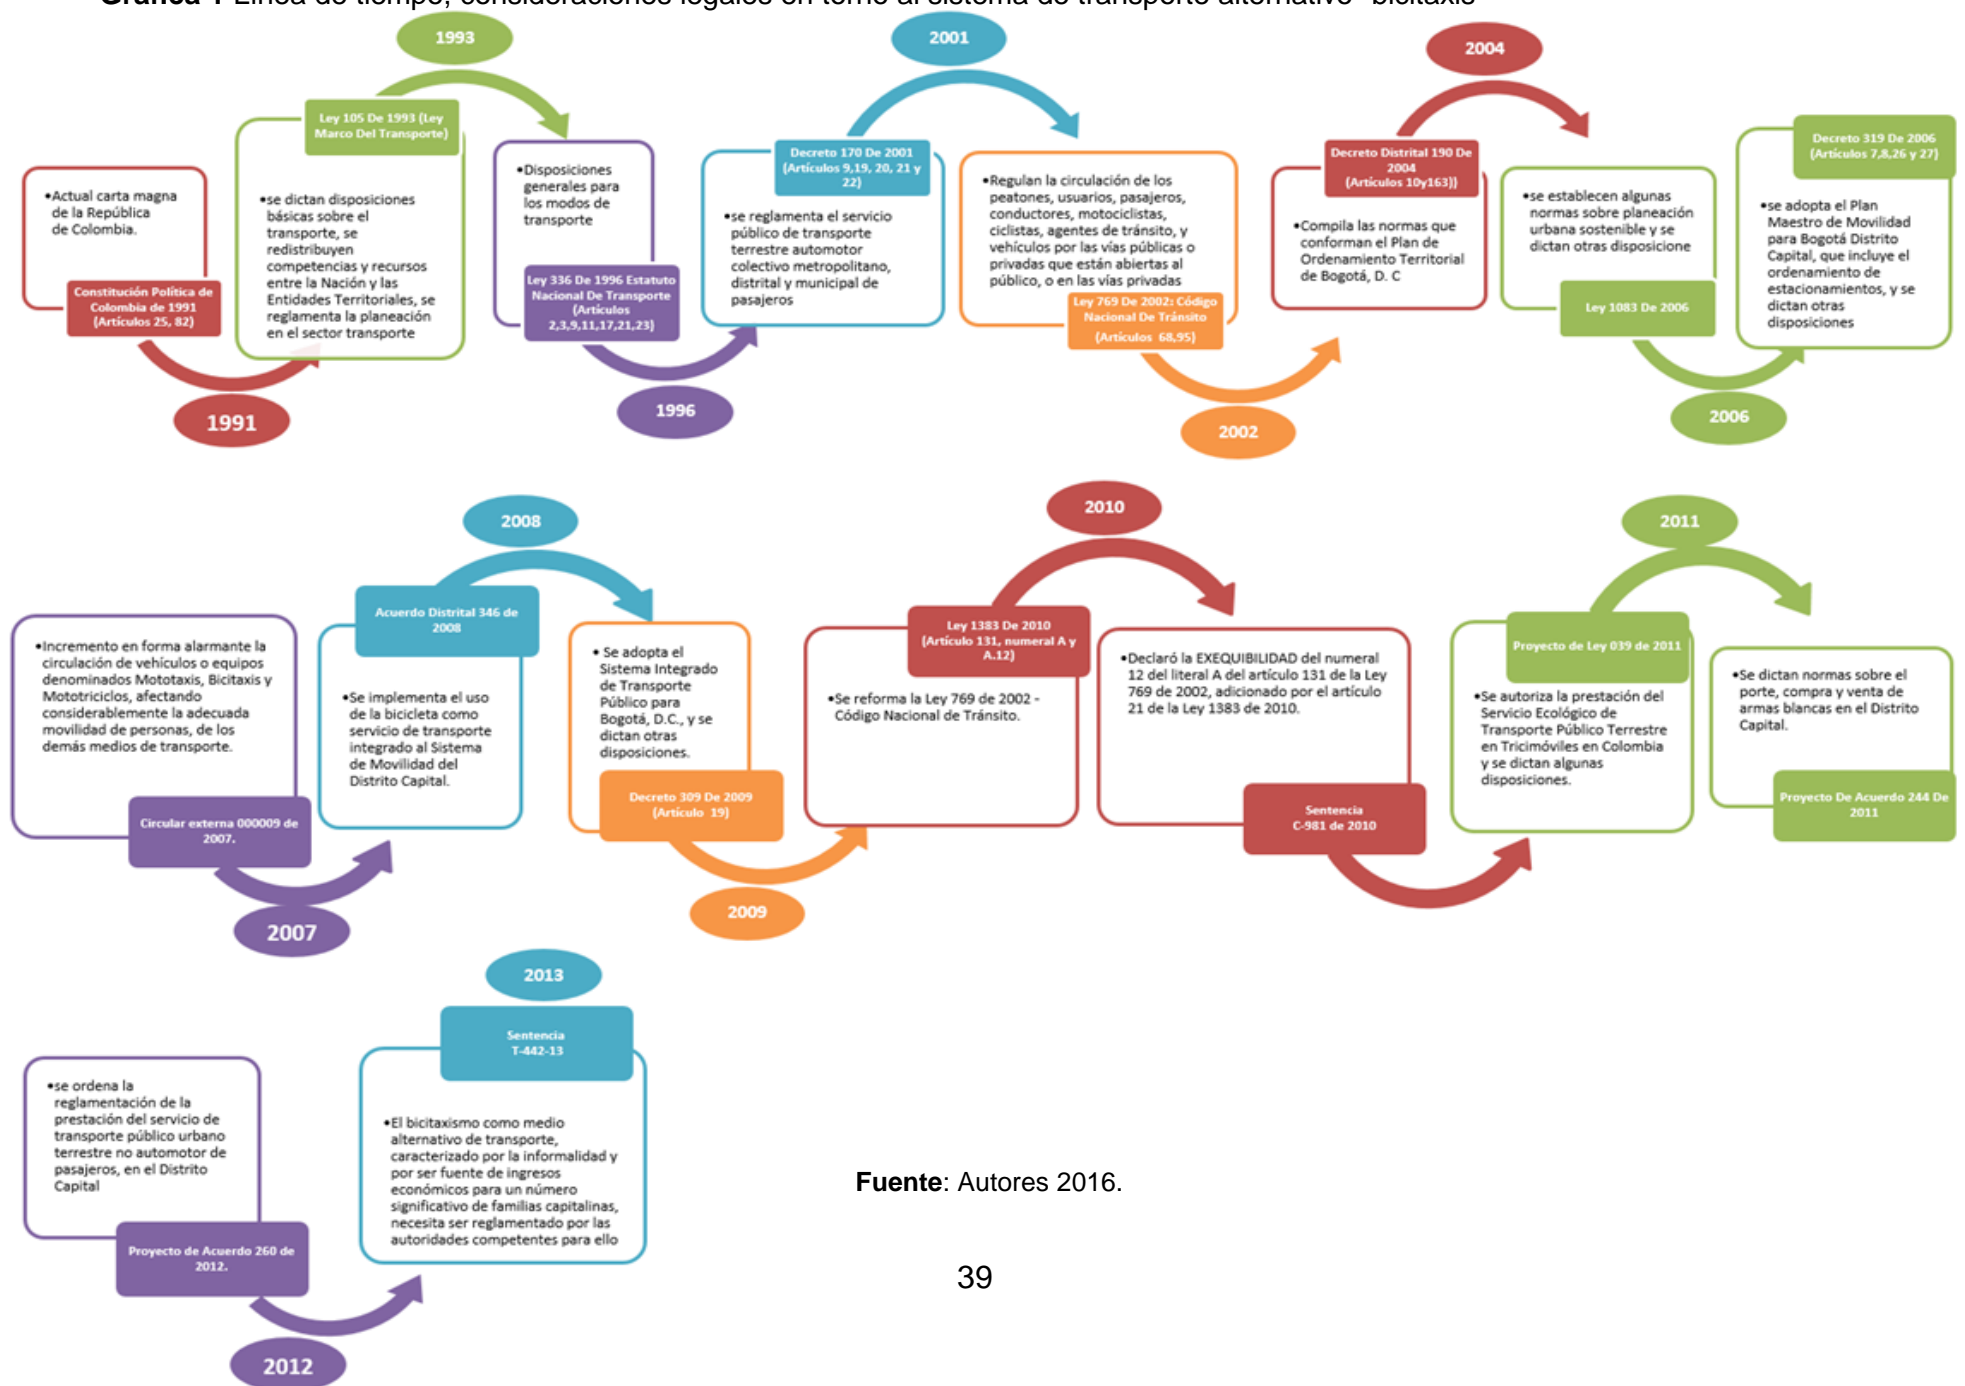 Gráfica 1 Línea de tiempo, consideraciones legales en torno al sistema de transporte alternativo "bicitaxis"
1993
2001
2004
•Actual carta magna
de la República
de Colombia.
Constitución Política de
Colombia de 1991
(Artículos 25, 82)
1991
Ley 105 De 1993 (Ley
Marco Del Transporte)
•se dictan disposiciones
básicas sobre el
transporte, se
redistribuyen
competencias y recursos
entre la Nación y las
Entidades Territoriales, se
reglamenta la planeación
en el sector transporte
•Disposiciones
generales para
los modos de
transporte
Ley 336 De 1996 Estatuto
Nacional De Transporte
(Artículos
2,3,9,11,17,21,23)
1996
Decreto 170 De 2001
(Artículos 9,19, 20, 21 y
22)
•se reglamenta el servicio
público de transporte
terrestre automotor
colectivo metropolitano,
distrital y municipal de
pasajeros
•Regulan la circulación de los
peatones, usuarios, pasajeros,
conductores, motociclistas,
ciclistas, agentes de tránsito, y
vehículos por las vías públicas o
privadas que están abiertas al
público, o en las vías privadas
Ley 769 De 2002: Código
Nacional De Tránsito
(Artículos 68,95)
2002
Decreto Distrital 190 De
2004
(Artículos 10y163))
•Compila las normas que
conforman el Plan de
Ordenamiento Territorial
de Bogotá, D. C
•se establecen algunas
normas sobre planeación
urbana sostenible y se
dictan otras disposicione
Ley 1083 De 2006
2006
Decreto 319 De 2006
(Artículos 7,8,26 y 27)
•se adopta el Plan
Maestro de Movilidad
para Bogotá Distrito
Capital, que incluye el
ordenamiento de
estacionamientos, y se
dictan otras
disposiciones
2008
2010
2011
•Incremento en forma alarmante la
circulación de vehículos o equipos
denominados Mototaxis, Bicitaxis y
Mototriciclos, afectando
considerablemente la adecuada
movilidad de personas, de los
demás medios de transporte.
Circular externa 000009 de
2007.
2007
Acuerdo Distrital 346 de
2008
•Se implementa el uso
de la bicicleta como
servicio de transporte
integrado al Sistema
de Movilidad del
Distrito Capital.
• Se adopta el
Sistema Integrado
de Transporte
Público para
Bogotá, D.C., y se
dictan otras
disposiciones.
Decreto 309 De 2009
(Artículo 19)
2009
Ley 1383 De 2010
(Artículo 131, numeral A y
A.12)
•Se reforma la Ley 769 de 2002 -
Código Nacional de Tránsito.
•Declaró la EXEQUIBILIDAD del numeral
12 del literal A del artículo 131 de la Ley
769 de 2002, adicionado por el artículo
21 de la Ley 1383 de 2010.
Sentencia
C-981 de 2010
Proyecto de Ley 039 de 2011
•Se autoriza la prestación del
Servicio Ecológico de
Transporte Público Terrestre
en Tricimóviles en Colombia
y se dictan algunas
disposiciones.
•Se dictan normas sobre el
porte, compra y venta de
armas blancas en el Distrito
Capital.
Proyecto De Acuerdo 244 De
2011
2013
•se ordena la
reglamentación de la
prestación del servicio de
transporte público urbano
terrestre no automotor de
pasajeros, en el Distrito
Capital
Proyecto de Acuerdo 260 de
2012.
2012
Sentencia
T-442-13
•El bicitaxismo como medio
alternativo de transporte,
caracterizado por la informalidad y
por ser fuente de ingresos
económicos para un número
significativo de familias capitalinas,
necesita ser reglamentado por las
autoridades competentes para ello
Fuente: Autores 2016.
39